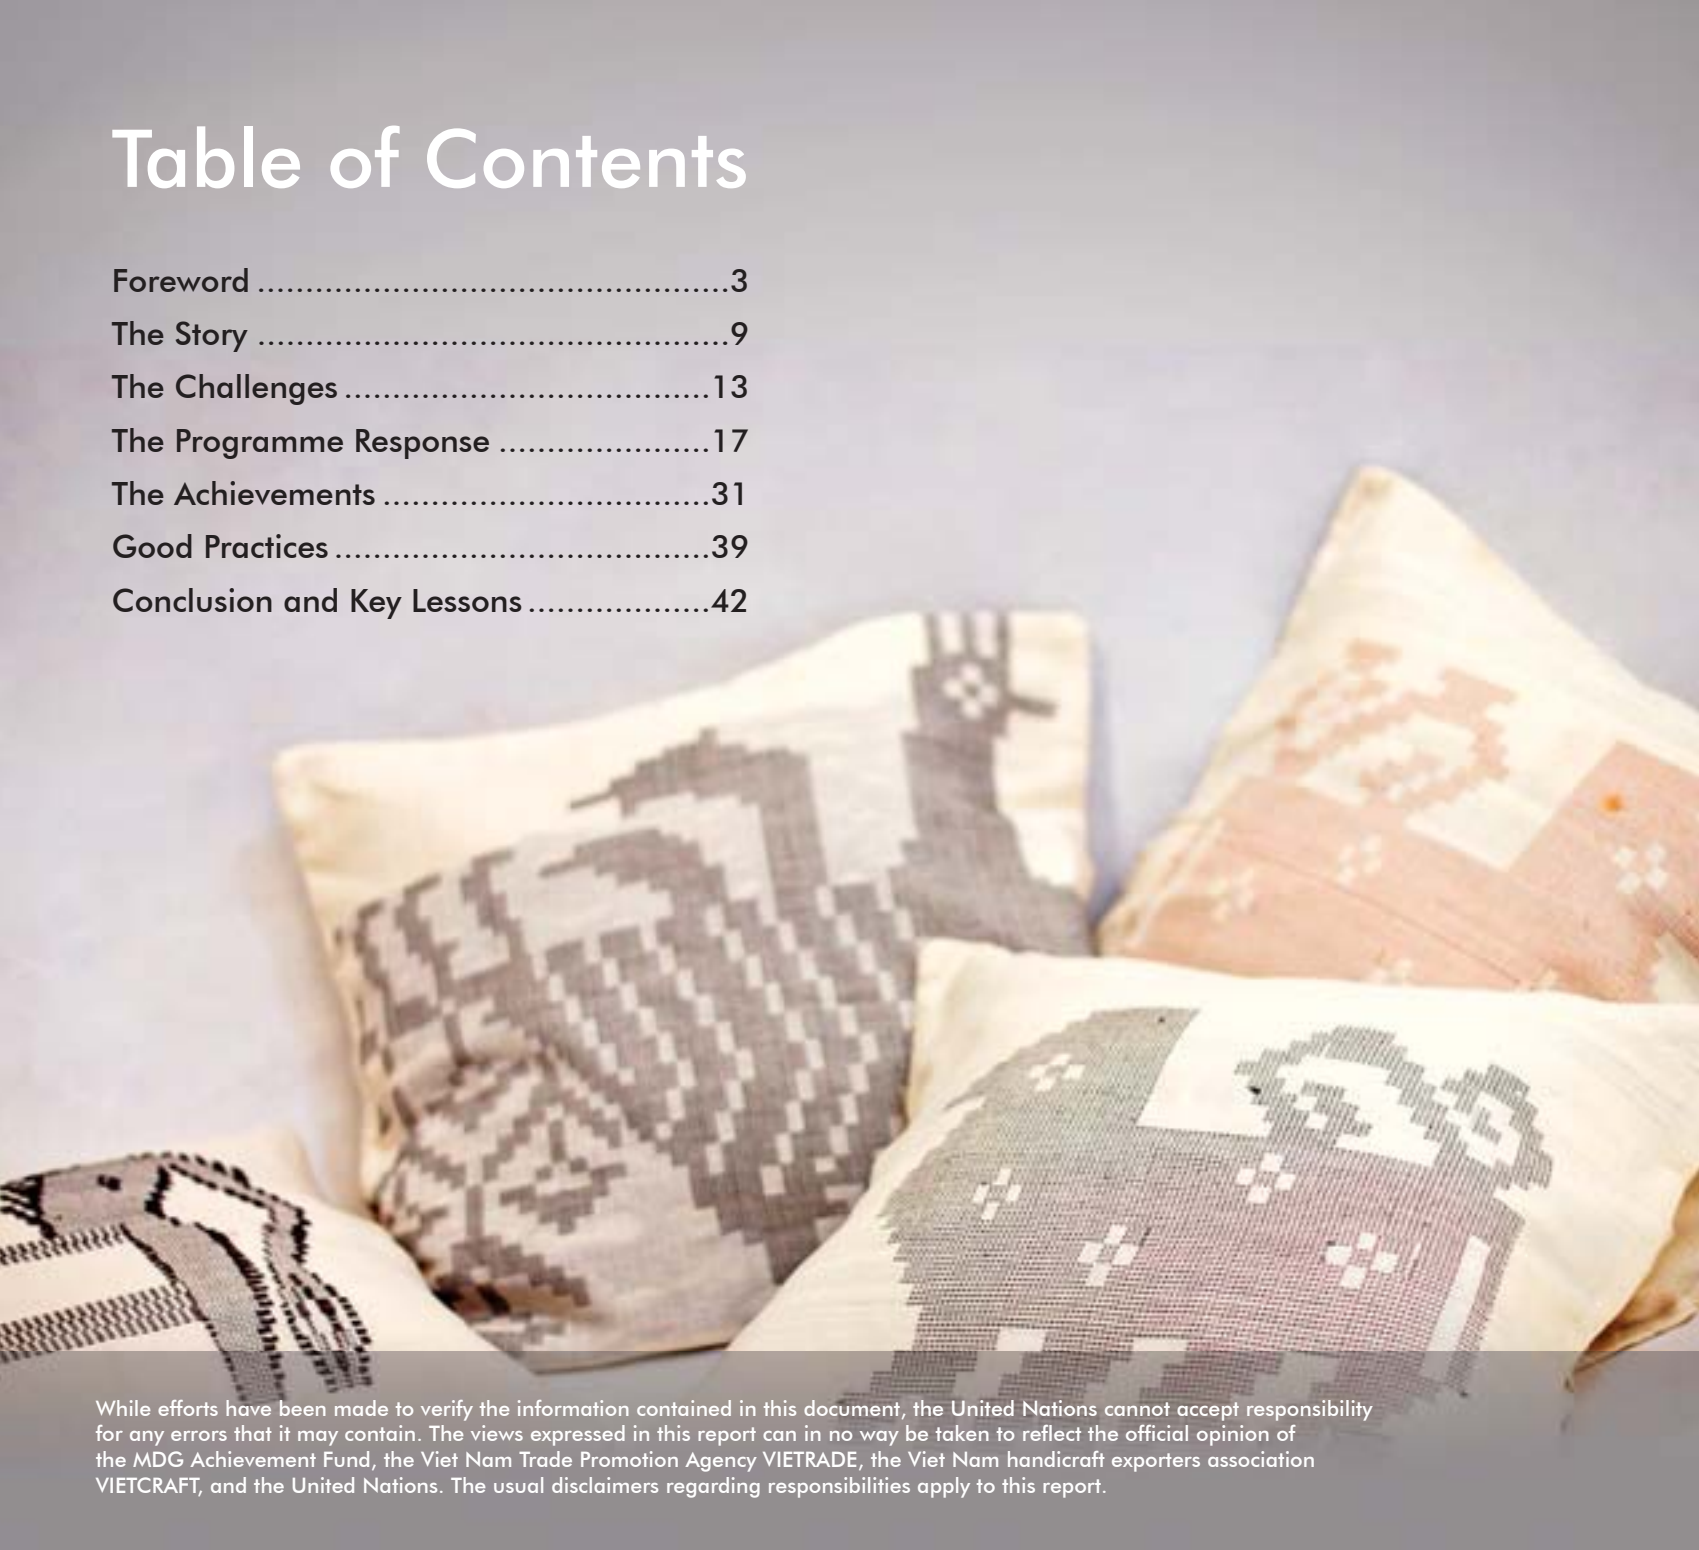 Table of Contents
Foreword .................................................3
The Story .................................................9
The Challenges ......................................13
The Programme Response ......................17
The Achievements ..................................31
Good Practices .......................................39
Conclusion and Key Lessons ...................42
While efforts have been made to verify the information contained in this document, the United Nations cannot accept responsibility
for any errors that it may contain. The views expressed in this report can in no way be taken to reflect the official opinion of
the MDG Achievement Fund, the Viet Nam Trade Promotion Agency VIETRADE, the Viet Nam handicraft exporters association
VIETCRAFT, and the United Nations. The usual disclaimers regarding responsibilities apply to this report.